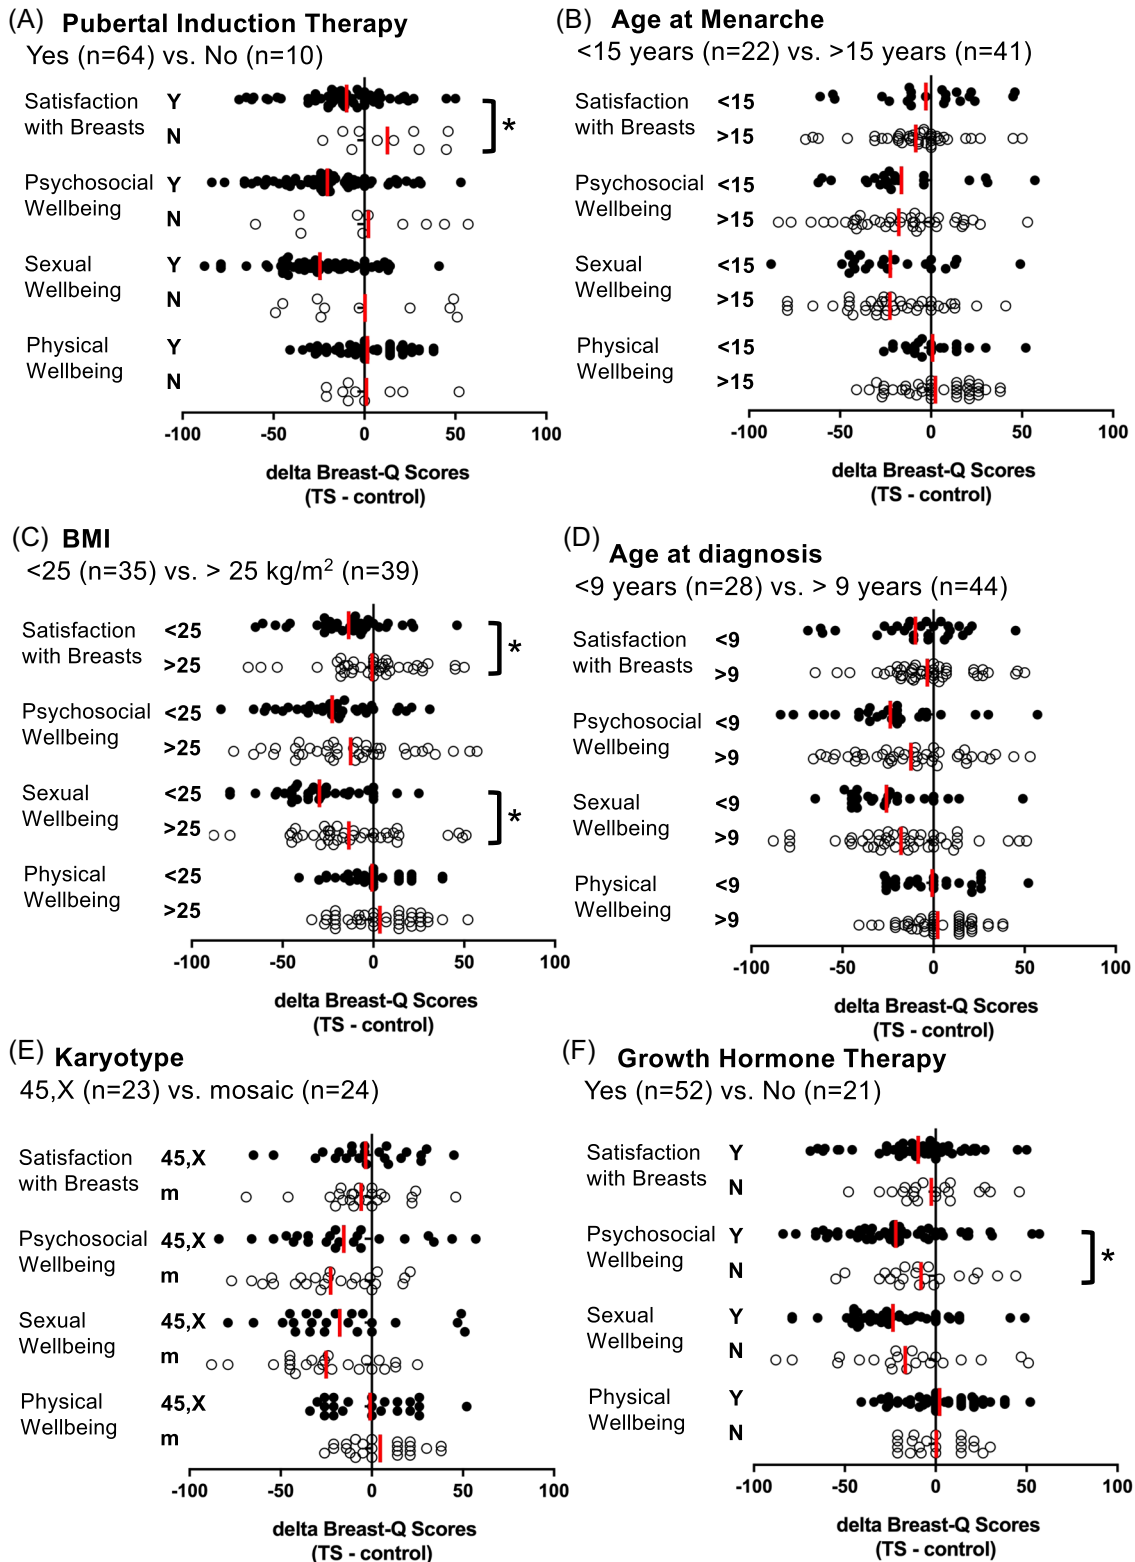 (A) Pubertal Induction Therapy
Yes (n=64) vs. No (n=10)
Satisfaction
with Breasts
Y
N
*
Psychosocial
Wellbeing
Y
N
Sexual
Wellbeing
Y
N
Physical
Wellbeing
Y
N
-100 -50 0 50 100
delta Breast-Q Scores
(TS - control)
(B) Age at Menarche
<15 years (n=22) vs. >15 years (n=41)
Satisfaction
with Breasts
<15
>15
Psychosocial
Wellbeing
<15
>15
Sexual
Wellbeing
<15
>15
Physical
Wellbeing
<15
>15
-100 -50 0 50 100
delta Breast-Q Scores
(TS - control)
(C) BMI
<25 (n=35) vs. > 25 kg/m² (n=39)
Satisfaction
with Breasts
<25
>25
*
Psychosocial
Wellbeing
<25
>25
Sexual
Wellbeing
<25
>25
*
Physical
Wellbeing
<25
>25
-100 -50 0 50 100
delta Breast-Q Scores
(TS - control)
(D) Age at diagnosis
<9 years (n=28) vs. > 9 years (n=44)
Satisfaction
with Breasts
<9
>9
Psychosocial
Wellbeing
<9
>9
Sexual
Wellbeing
<9
>9
Physical
Wellbeing
<9
>9
-100 -50 0 50 100
delta Breast-Q Scores
(TS - control)
(E) Karyotype
45,X (n=23) vs. mosaic (n=24)
Satisfaction
with Breasts
45,X
m
Psychosocial
Wellbeing
45,X
m
Sexual
Wellbeing
45,X
m
Physical
Wellbeing
45,X
m
-100 -50 0 50 100
delta Breast-Q Scores
(TS - control)
(F) Growth Hormone Therapy
Yes (n=52) vs. No (n=21)
Satisfaction
with Breasts
Y
N
Psychosocial
Wellbeing
Y
N
*
Sexual
Wellbeing
Y
N
Physical
Wellbeing
Y
N
-100 -50 0 50 100
delta Breast-Q Scores
(TS - control)